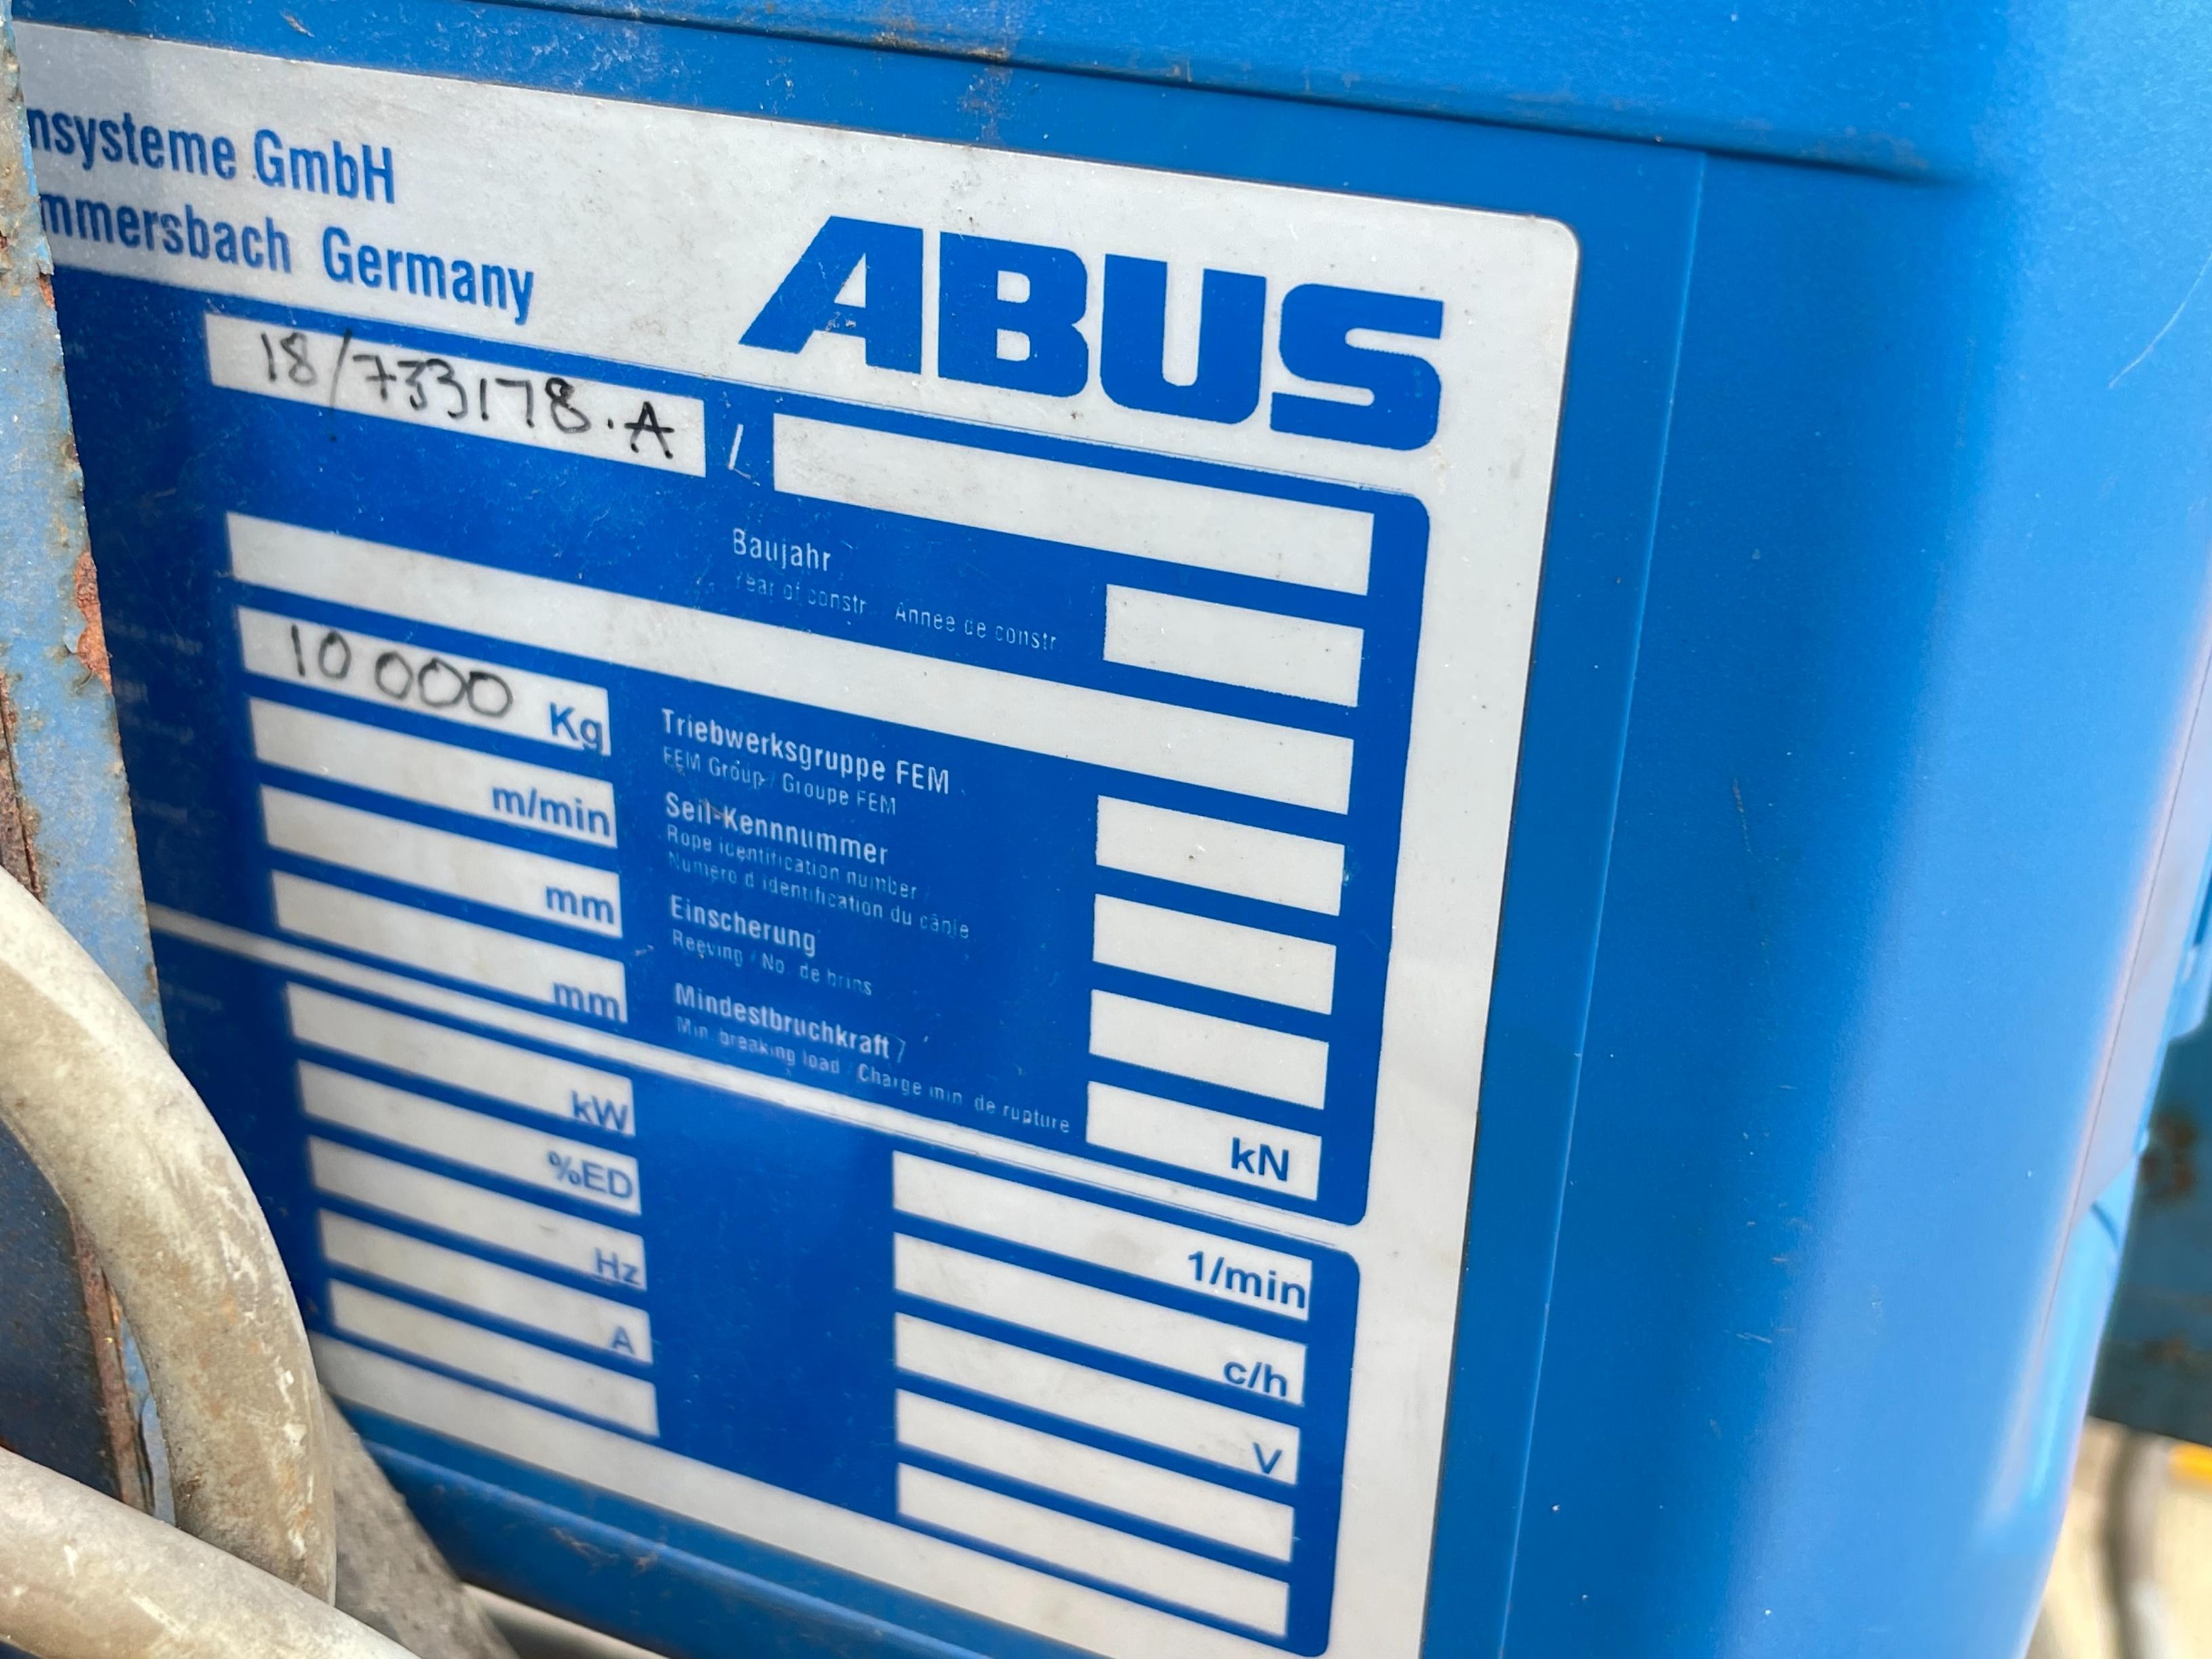 nsysteme GmbH
mmersbach Germany
ABUS
18/733178.A /
Baujahr
Year of constr Annee de constr
10 000 Kg
Triebwerksgruppe FEM
FEM Group / Groupe FEM
m/min
Seil-Kennnummer
Rope identification number /
Numero d identification du câble
mm
Einscherung
Reeving / No. de brins
mm
Mindestbruchkraft /
Min. breaking load / Charge min. de rupture
kN
kW
1/min
%ED
c/h
Hz
V
A